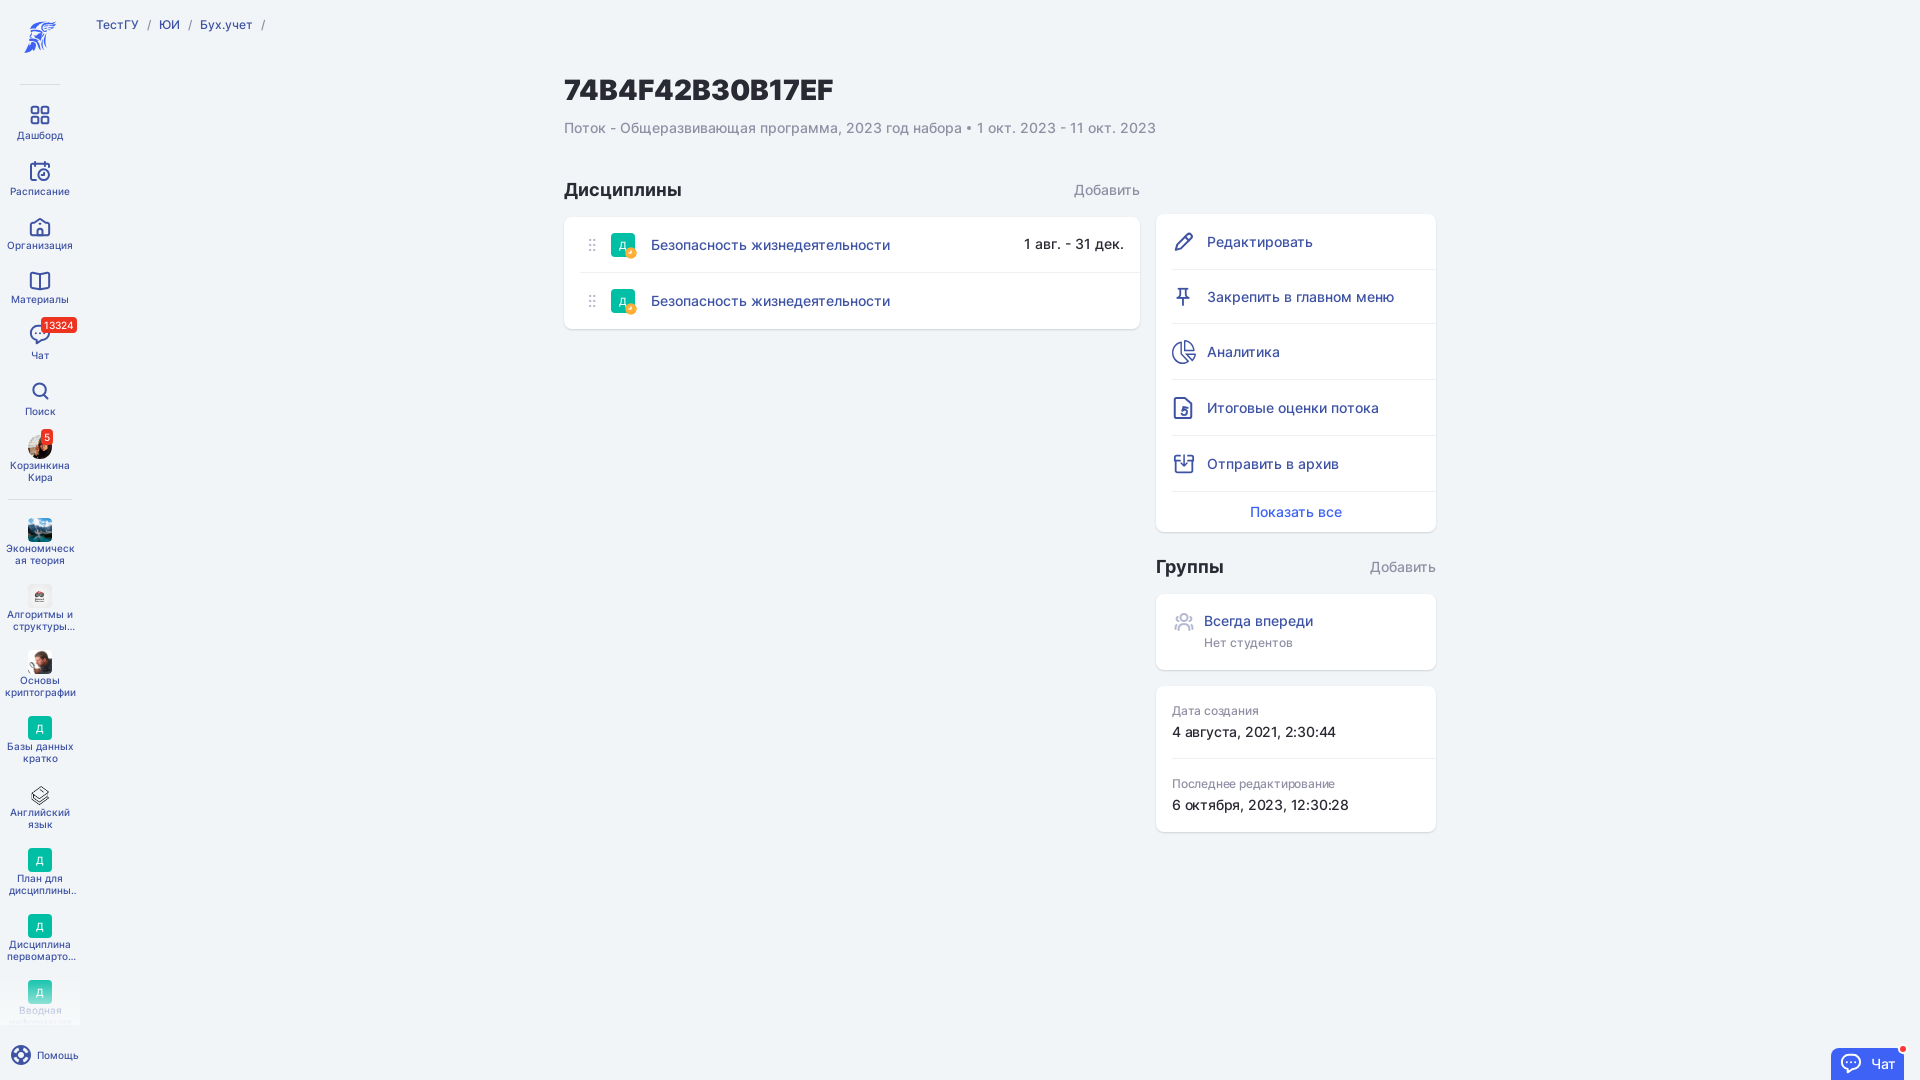 ТестГУ / ЮИ / Бух.учет /
Дашборд
Расписание
Организация
Материалы
13324
Чат
Поиск
5
Корзинкина
Кира
Экономическ
ая теория
Алгоритмы и
структуры...
Основы
криптографии
Д
Базы данных
кратко
Английский
язык
Д
План для
дисциплины..
Д
Дисциплина
первомарто...
Д
Вводная
Помощь
74B4F42B30B17EF
Поток - Общеразвивающая программа, 2023 год набора • 1 окт. 2023 - 11 окт. 2023
Дисциплины Добавить
Д Безопасность жизнедеятельности 1 авг. - 31 дек.
Д Безопасность жизнедеятельности
Редактировать
Закрепить в главном меню
Аналитика
5 Итоговые оценки потока
Отправить в архив
Показать все
Группы Добавить
Всегда впереди
Нет студентов
Дата создания
4 августа, 2021, 2:30:44
Последнее редактирование
6 октября, 2023, 12:30:28
Чат